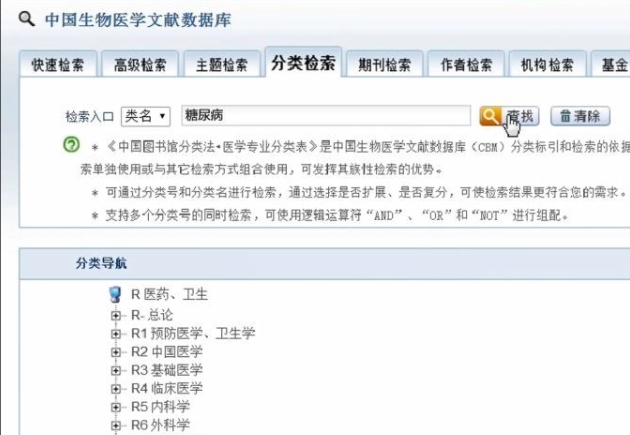 中国生物医学文献数据库
快速检索 高级检索 主题检索 分类检索 期刊检索 作者检索 机构检索 基金
检索入口 类名 糖尿病 查找 清除
* 《中国图书馆分类法·医学专业分类表》是中国生物医学文献数据库（CBM）分类标引和检索的依据
索单独使用或与其它检索方式组合使用，可发挥其族性检索的优势。
* 可通过分类号和分类名进行检索，通过选择是否扩展、是否复分，可使检索结果更符合您的需求。
* 支持多个分类号的同时检索，可使用逻辑运算符“AND”、“OR”和“NOT”进行组配。
分类导航
R 医药、卫生
R- 总论
R1 预防医学、卫生学
R2 中国医学
R3 基础医学
R4 临床医学
R5 内科学
R6 外科学